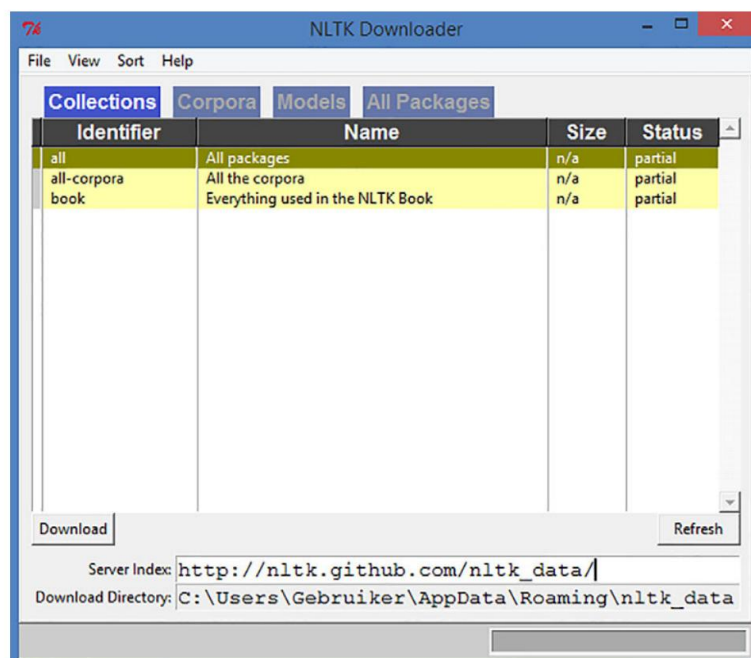 NLTK Downloader
File View Sort Help
Collections Corpora Models All Packages
Identifier Name Size Status
all All packages n/a partial
all-corpora All the corpora n/a partial
book Everything used in the NLTK Book n/a partial
Download Refresh
Server Index: http://nltk.github.com/nltk_data/
Download Directory: C:\Users\Gebruiker\AppData\Roaming\nltk_data